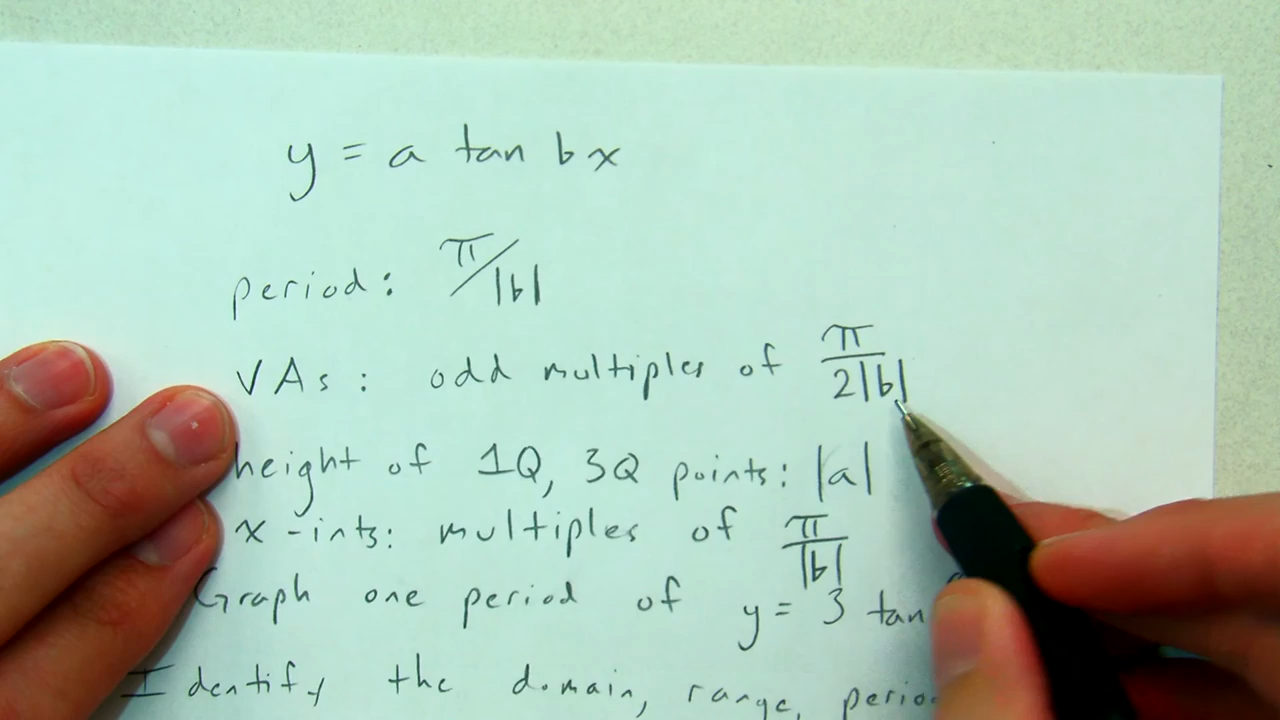 y = a tan bx
period: π/|b|
VAs: odd multiples of π/2|b|
height of 1Q, 3Q points: |a|
x-ints: multiples of π/|b|
Graph one period of y = 3 tan
Identify the domain, range,